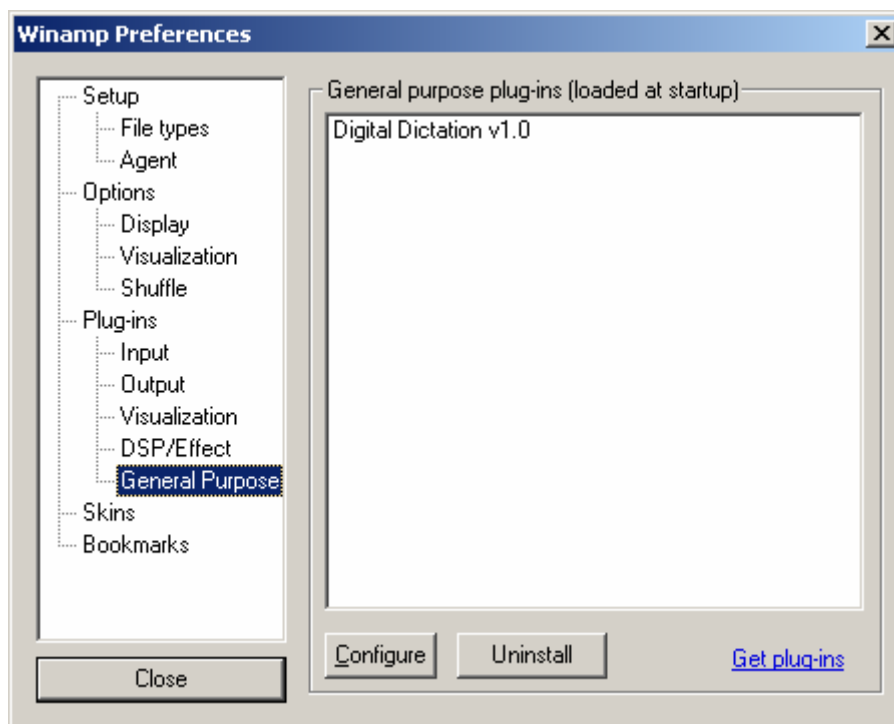 Winamp Preferences
Setup
File types
Agent
Options
Display
Visualization
Shuffle
Plug-ins
Input
Output
Visualization
DSP/Effect
General Purpose
Skins
Bookmarks
Close
General purpose plug-ins (loaded at startup)
Digital Dictation v1.0
Configure
Uninstall
Get plug-ins